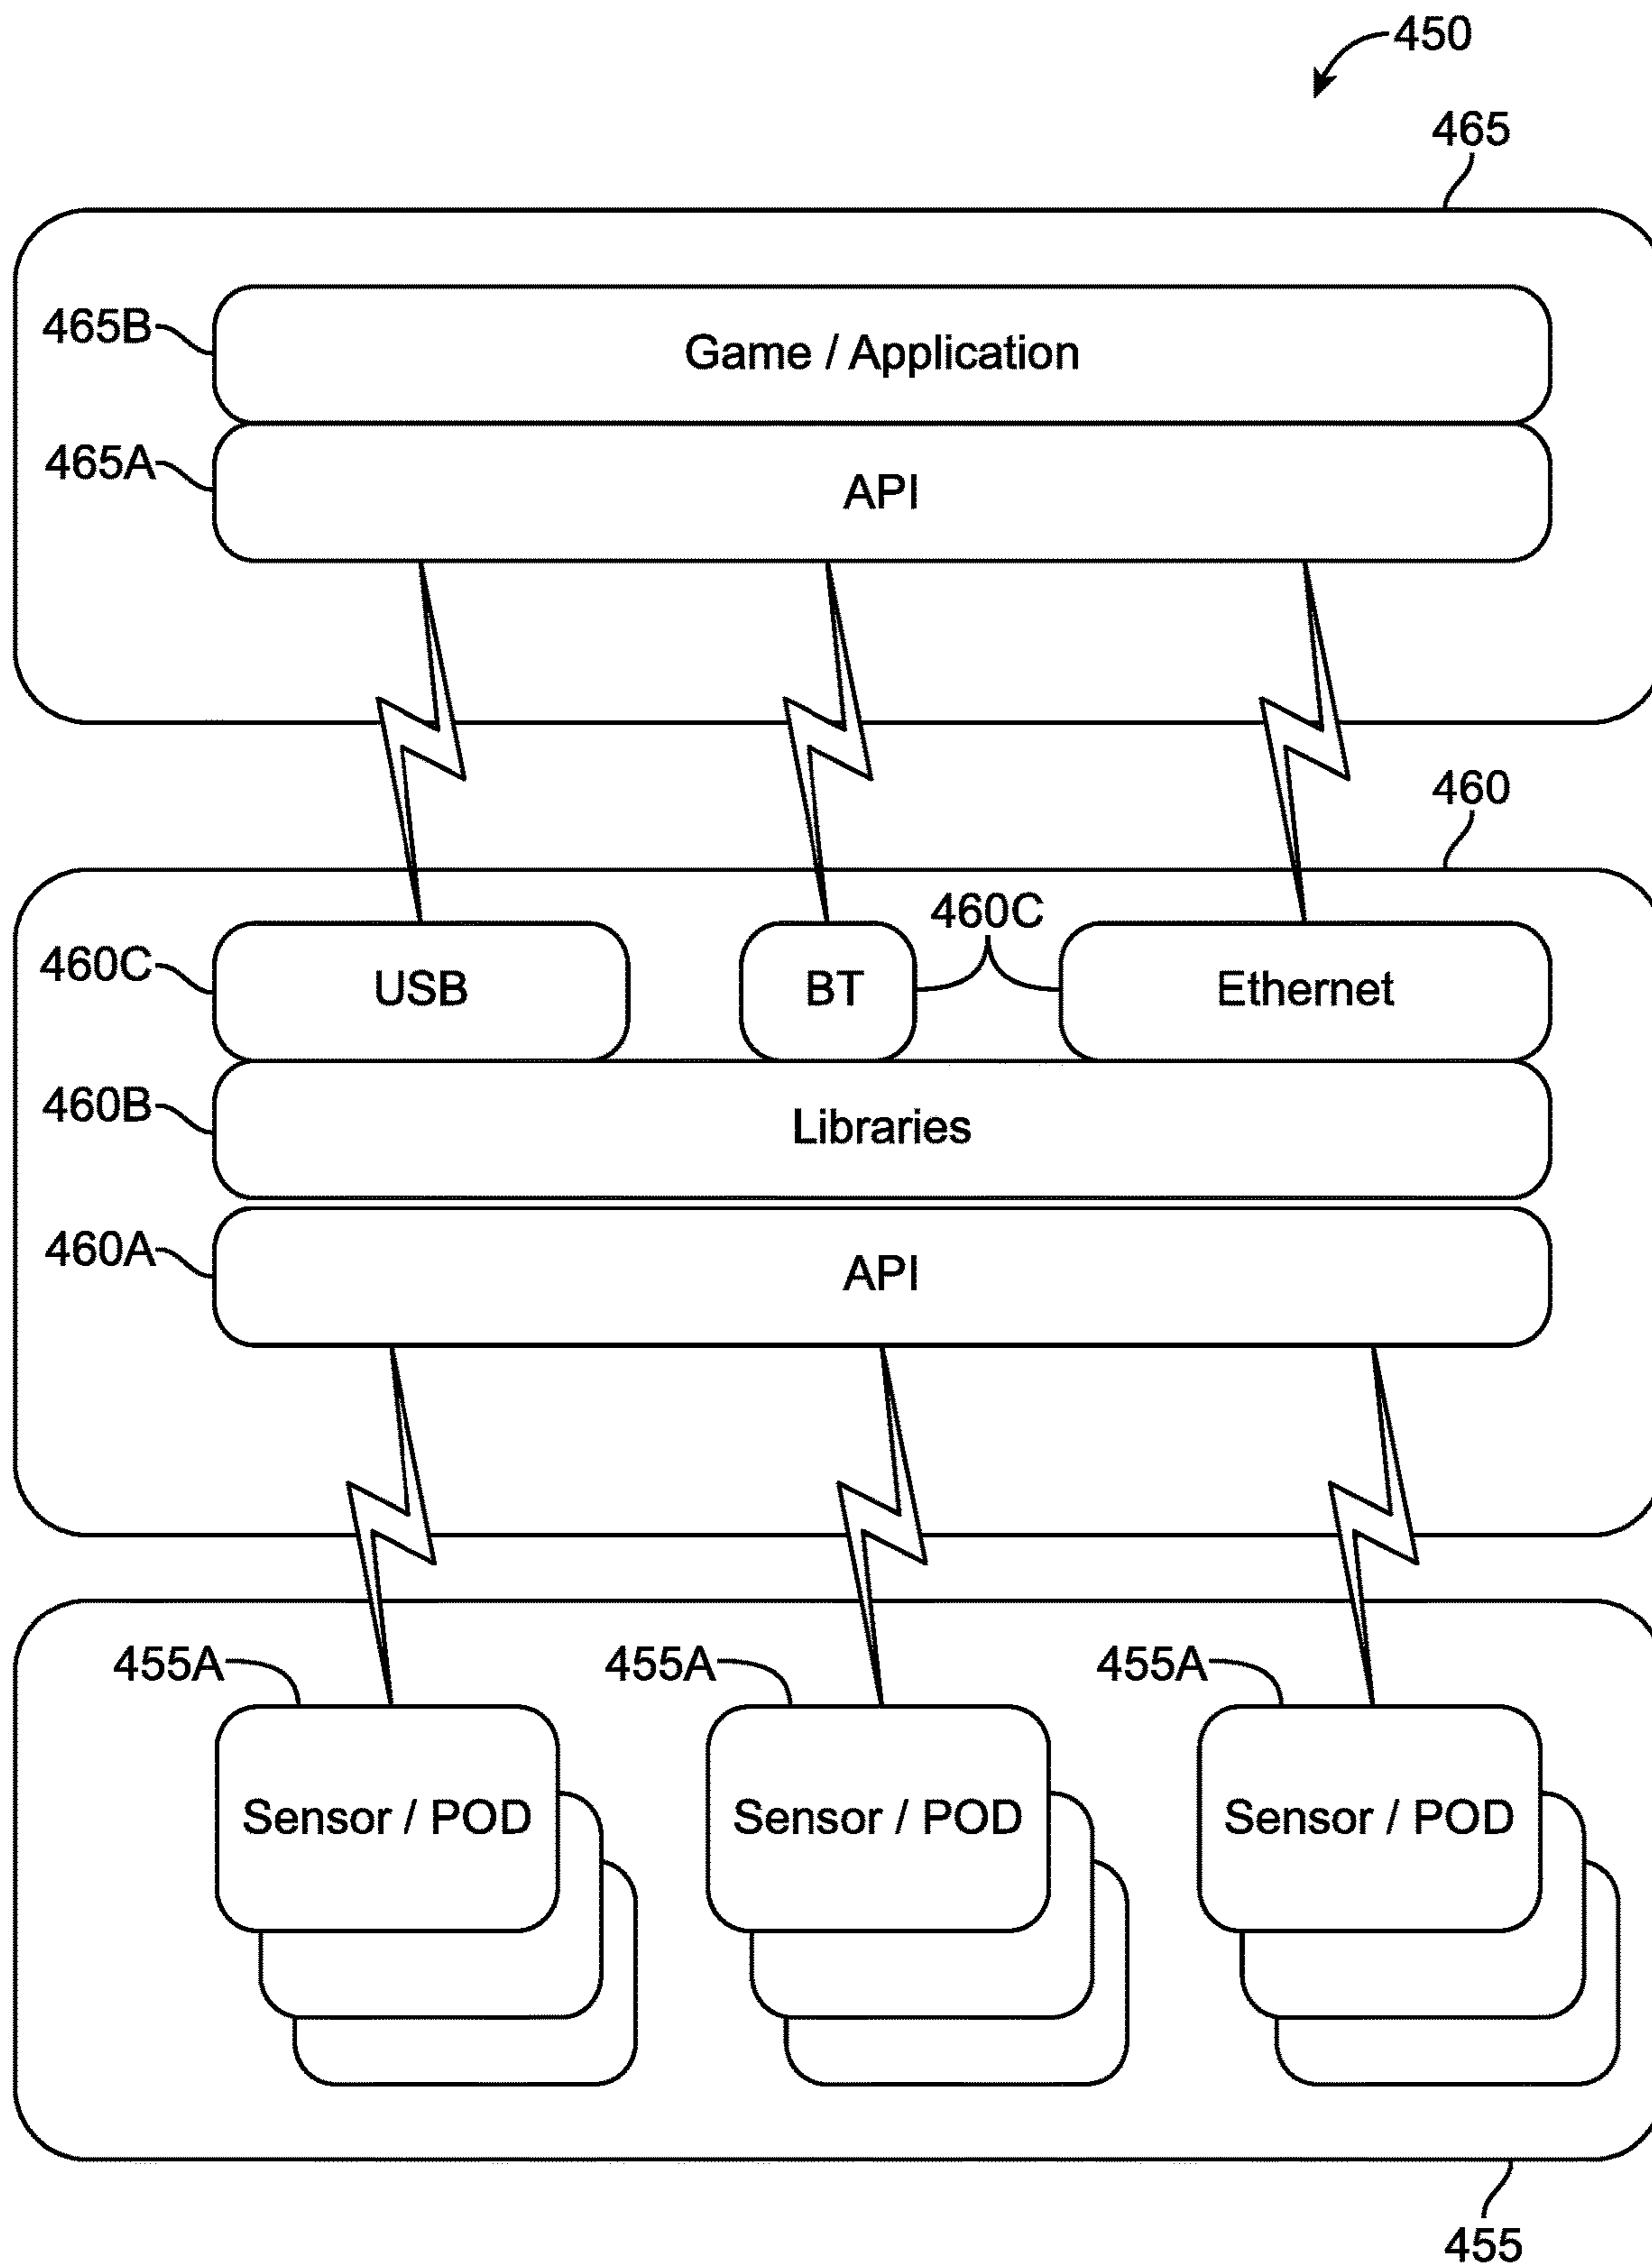 450
465
465B
Game / Application
465A
API
460
460C
460C
USB
BT
Ethernet
460B
Libraries
460A
API
455A
455A
455A
Sensor / POD
Sensor / POD
Sensor / POD
455